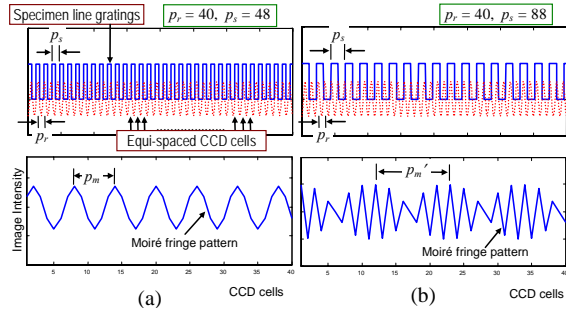 Specimen line gratings
p_r = 40, p_s = 48
p_s
p_r
Equi-spaced CCD cells
Image Intensity
p_m
Moiré fringe pattern
5 10 15 20 25 30 35 40
(a)
CCD cells
p_r = 40, p_s = 88
p_s
p_r
p_m′
Moiré fringe pattern
5 10 15 20 25 30 35 40
(b)
CCD cells